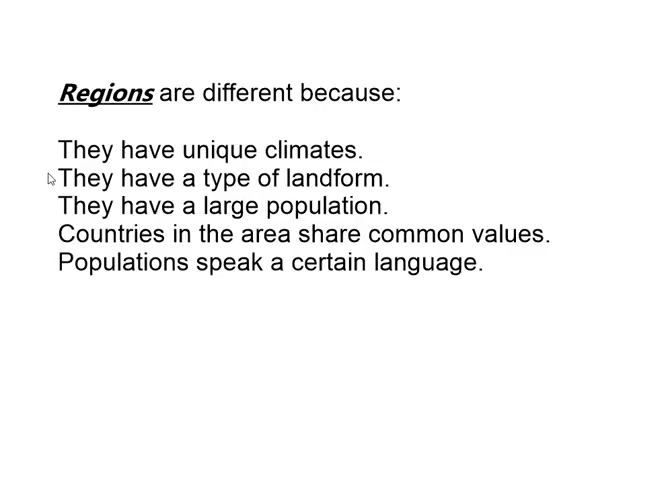 Regions are different because:
They have unique climates.
They have a type of landform.
They have a large population.
Countries in the area share common values.
Populations speak a certain language.